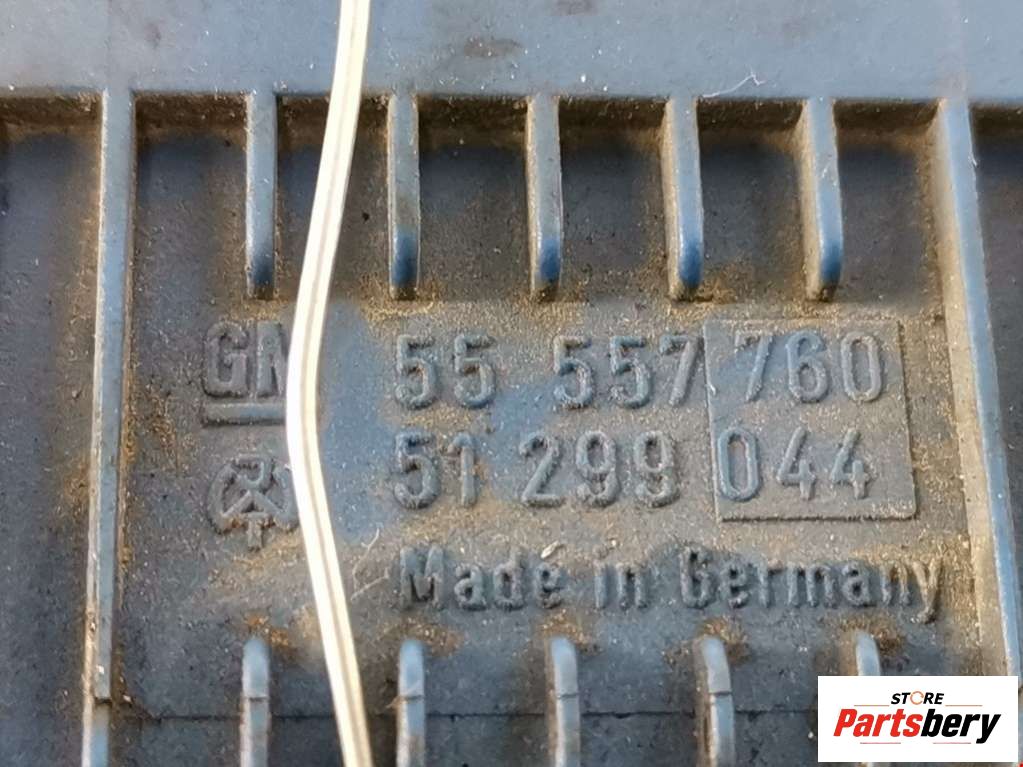 GM 55 557 760
51 299 044
Made in Germany
STORE
Partsbery